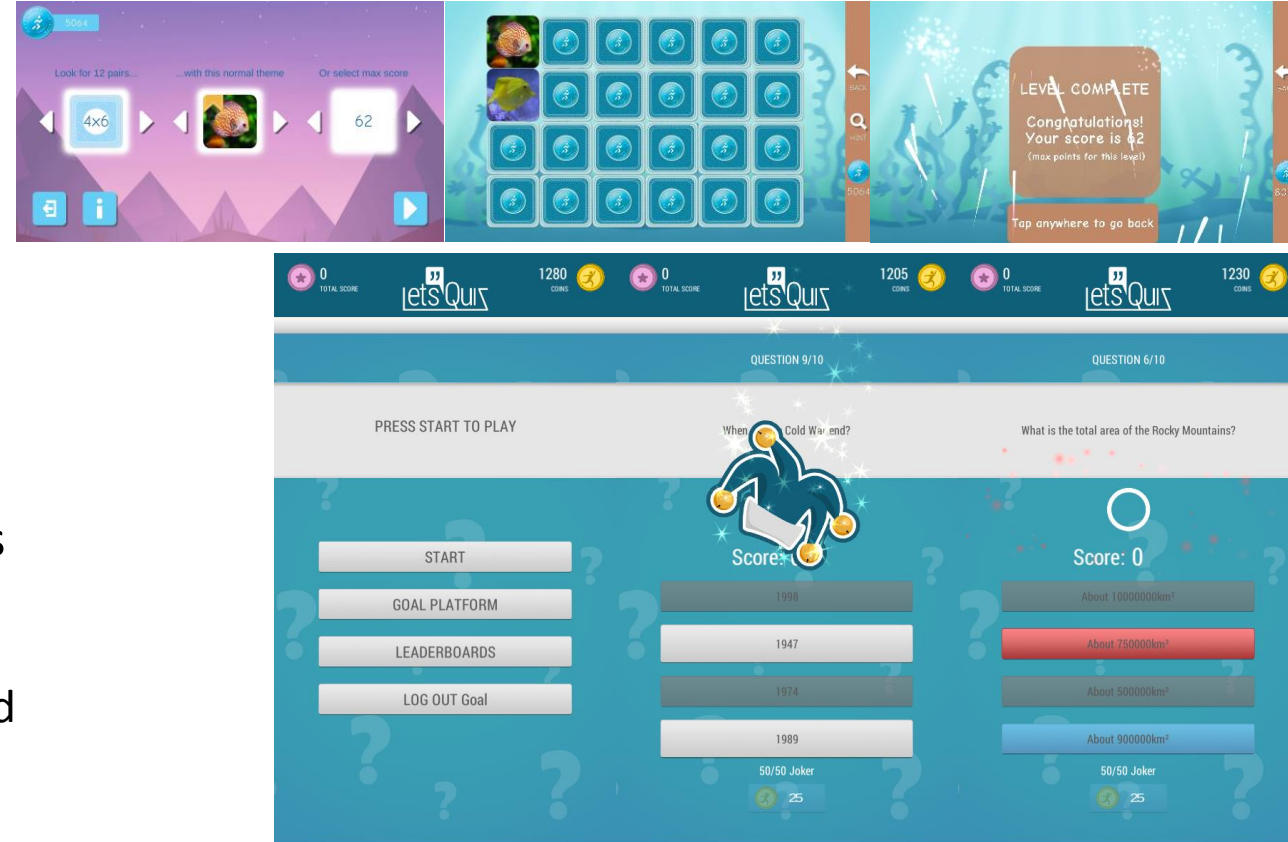 5064
Look for 12 pairs...
...with this normal theme
Or select max score
4x6
62
BACK
HINT
5064
LEVEL COMPLETE
Congratulations!
Your score is 62
(max points for this level)
Tap anywhere to go back
0
TOTAL SCORE
Lets Quiz
1280
COINS
PRESS START TO PLAY
START
GOAL PLATFORM
LEADERBOARDS
LOG OUT Goal
0
TOTAL SCORE
Lets Quiz
1205
COINS
QUESTION 9/10
When Cold War end?
Score:
1998
1947
1974
1989
50/50 Joker
25
0
TOTAL SCORE
Lets Quiz
1230
COINS
QUESTION 6/10
What is the total area of the Rocky Mountains?
Score: 0
About 10000000km²
About 750000km²
About 500000km²
About 900000km²
50/50 Joker
25
s
d